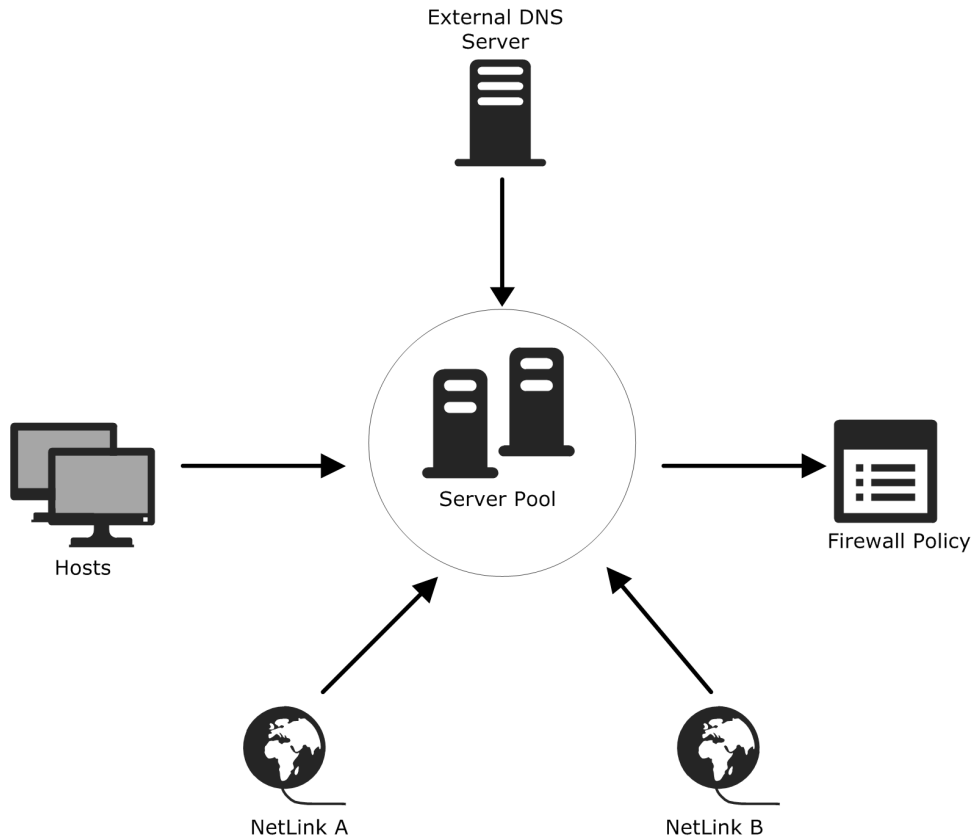 External DNS
Server
Server Pool
Hosts
Firewall Policy
NetLink A
NetLink B